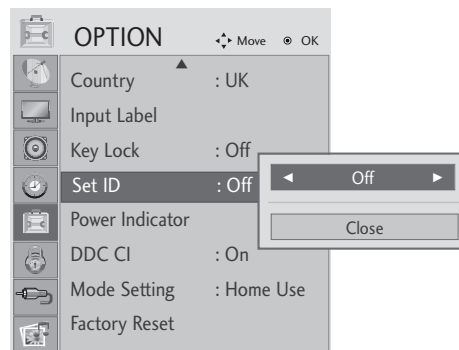 OPTION
Move OK
Country : UK
Input Label
Key Lock : Off
Set ID : Off
Power Indicator
DDC CI : On
Mode Setting : Home Use
Factory Reset
Off
Close